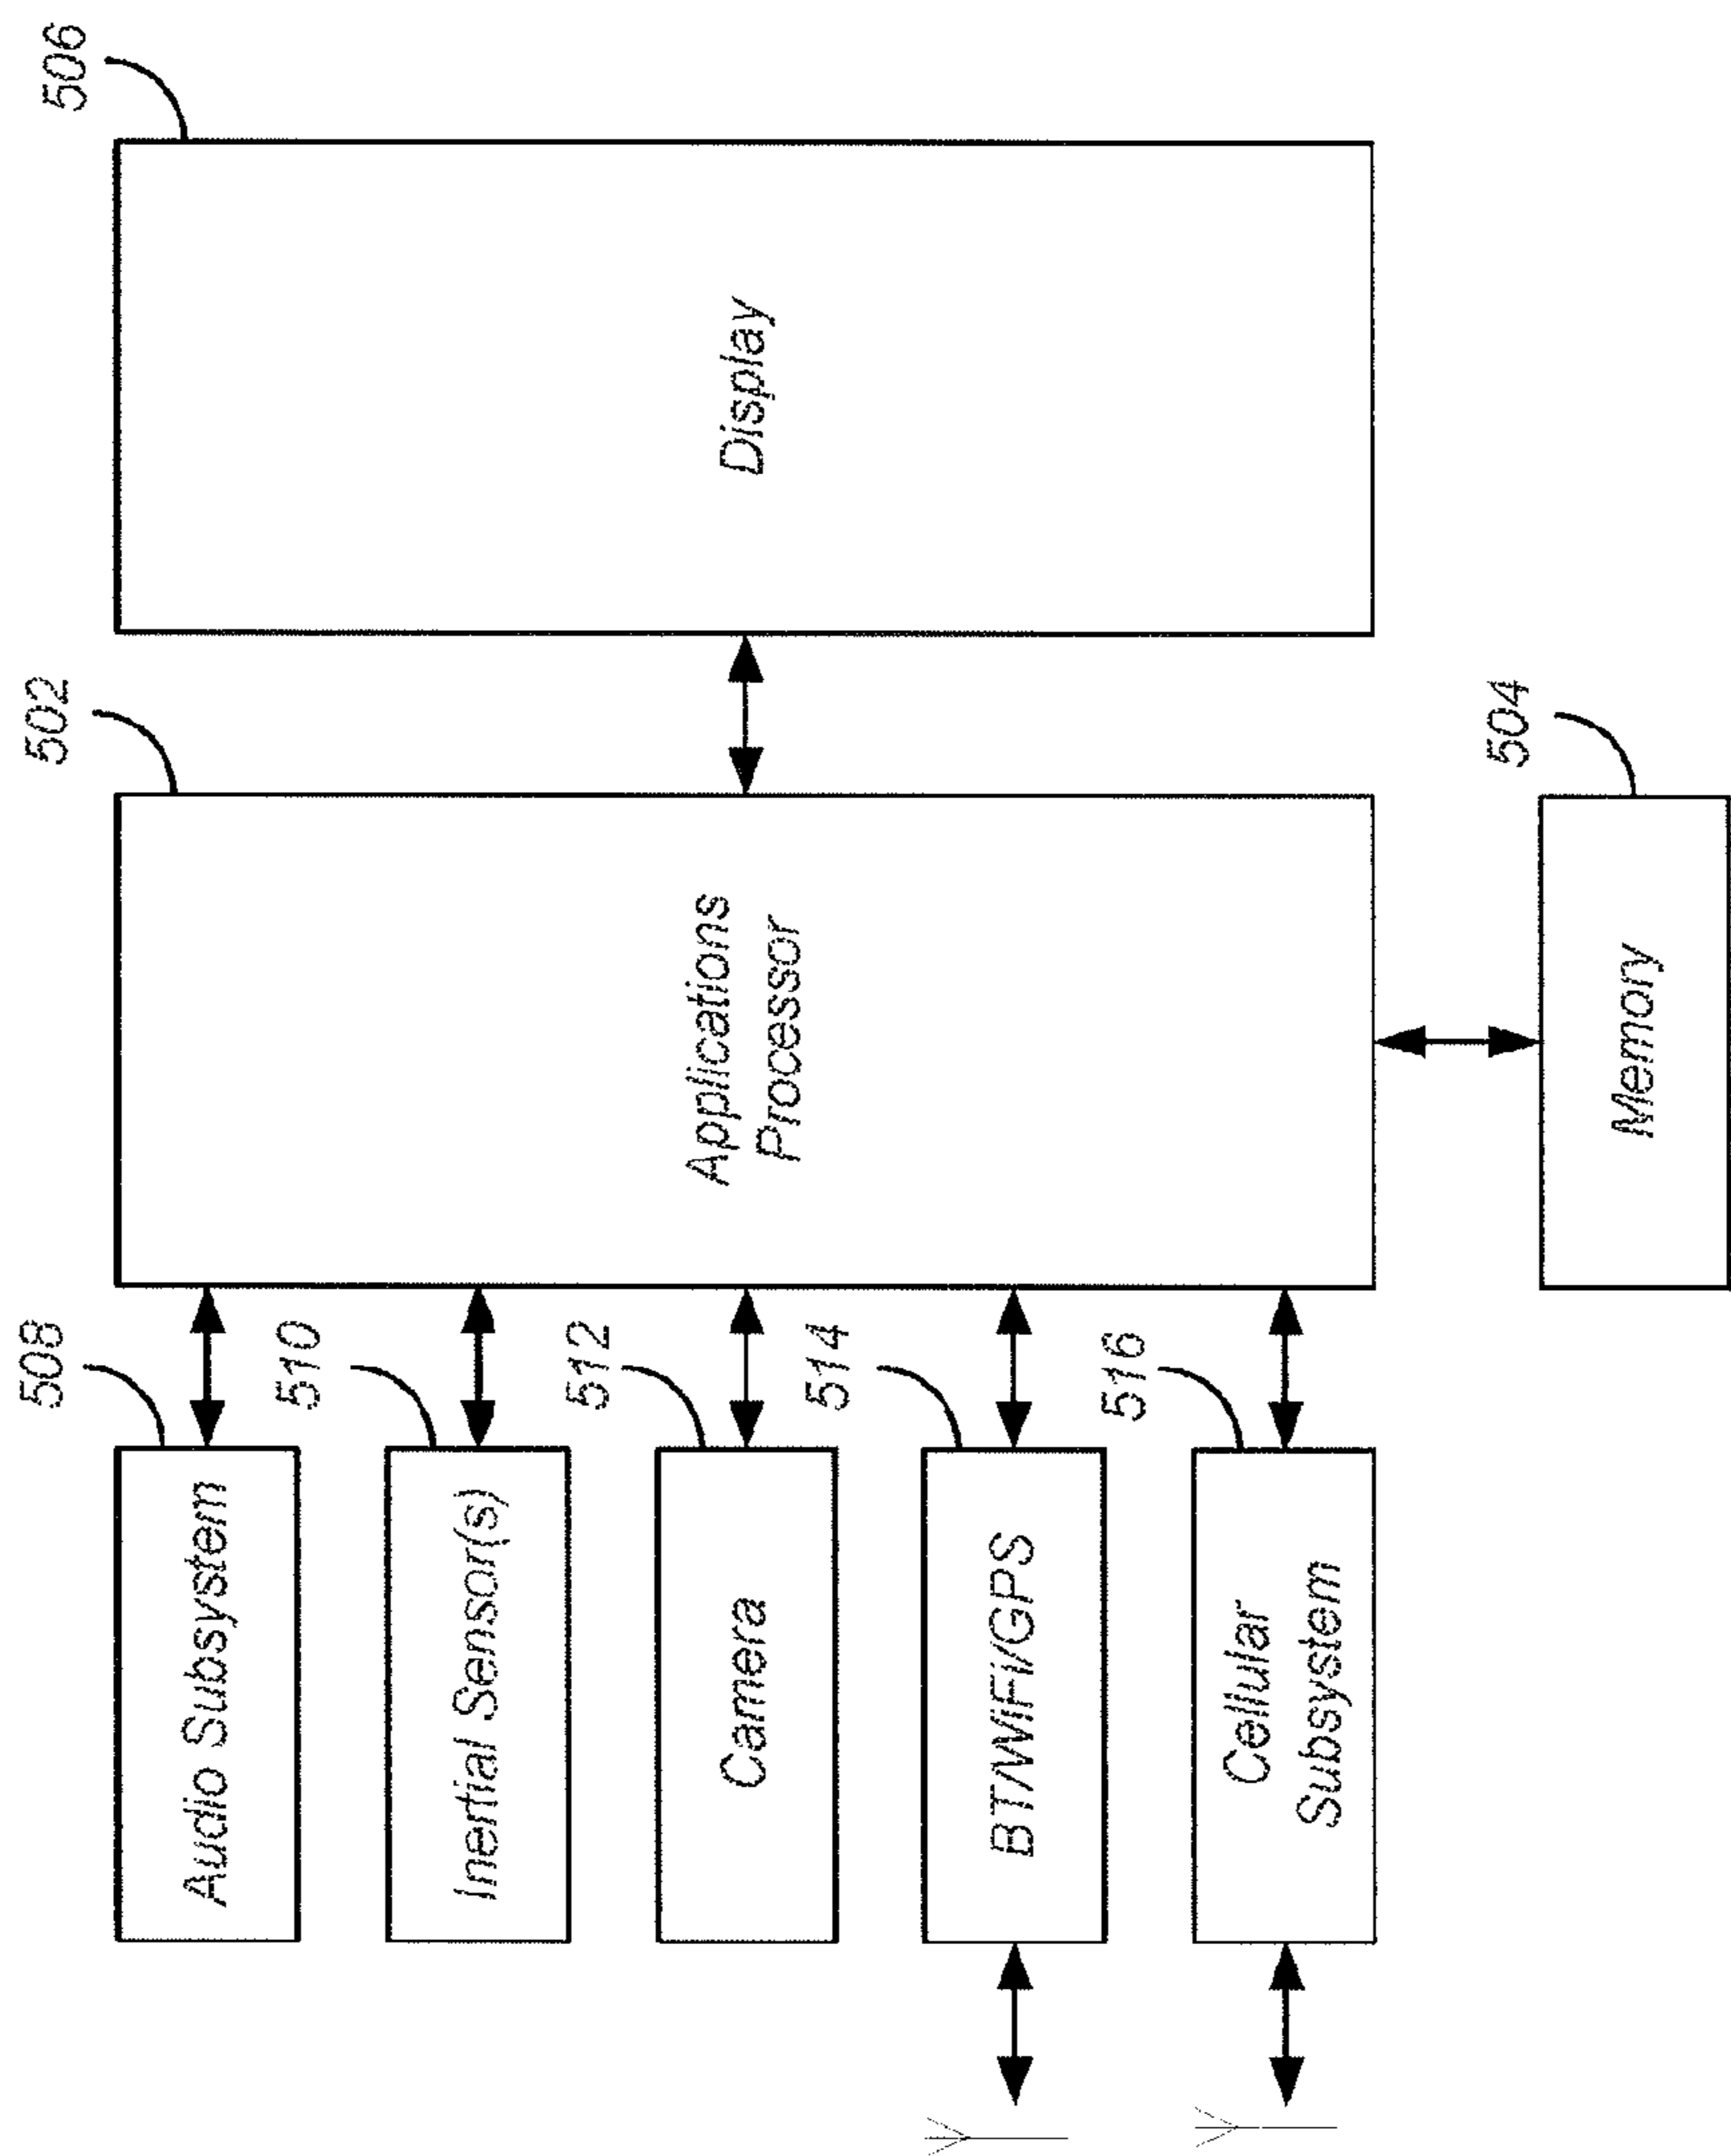 508
Audio Subsystem
510
Inertial Sensor(s)
512
Camera
514
BT/WiFi/GPS
516
Cellular
Subsystem
502
Applications
Processor
504
Memory
506
Display